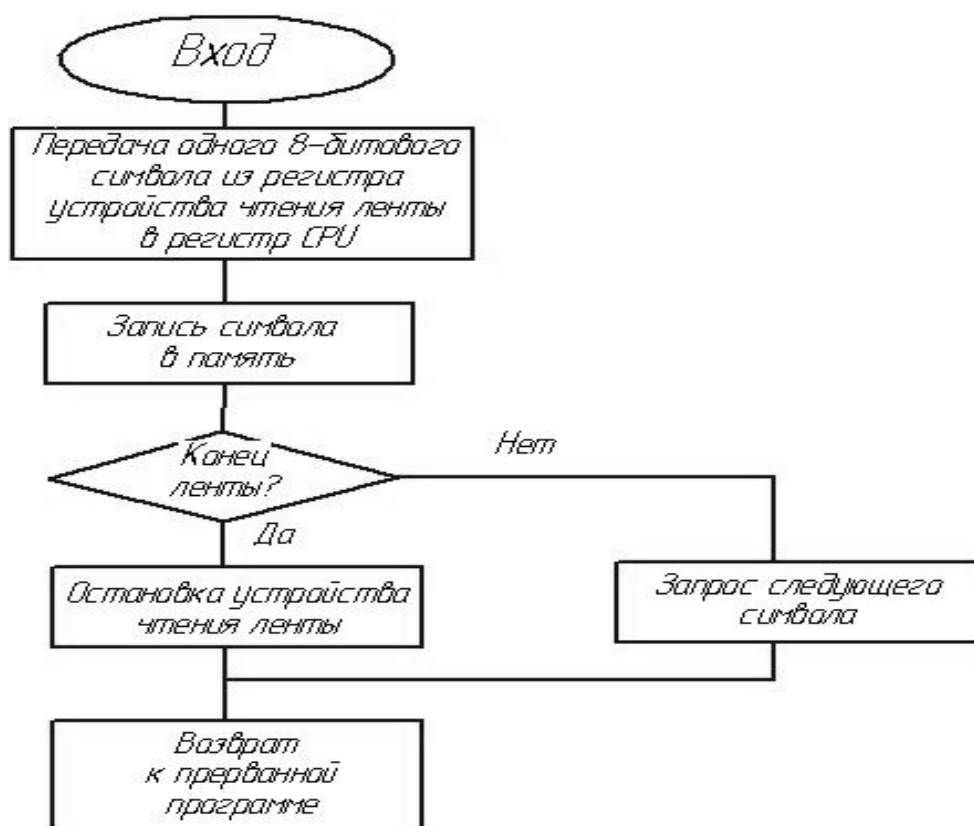 Вход
Передача одного 8-битового
символа из регистра
устройства чтения ленты
в регистр CPU
Запись символа
в память
Конец
ленты?
Нет
Да
Остановка устройства
чтения ленты
Запрос следующего
символа
Возврат
к прерванной
программе